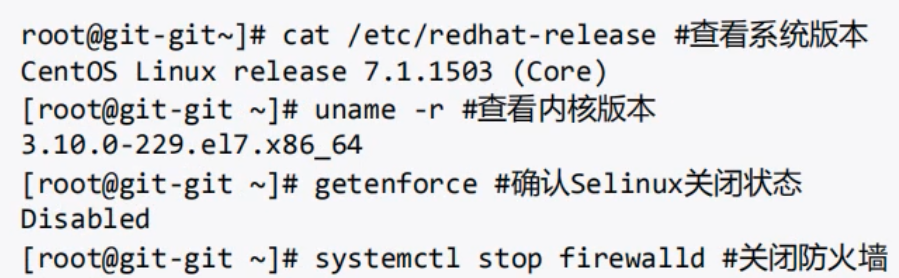 root@git-git~]# cat /etc/redhat-release #查看系统版本
CentOS Linux release 7.1.1503 (Core)
[root@git-git ~]# uname -r #查看内核版本
3.10.0-229.el7.x86_64
[root@git-git ~]# getenforce #确认Selinux关闭状态
Disabled
[root@git-git ~]# systemctl stop firewalld #关闭防火墙